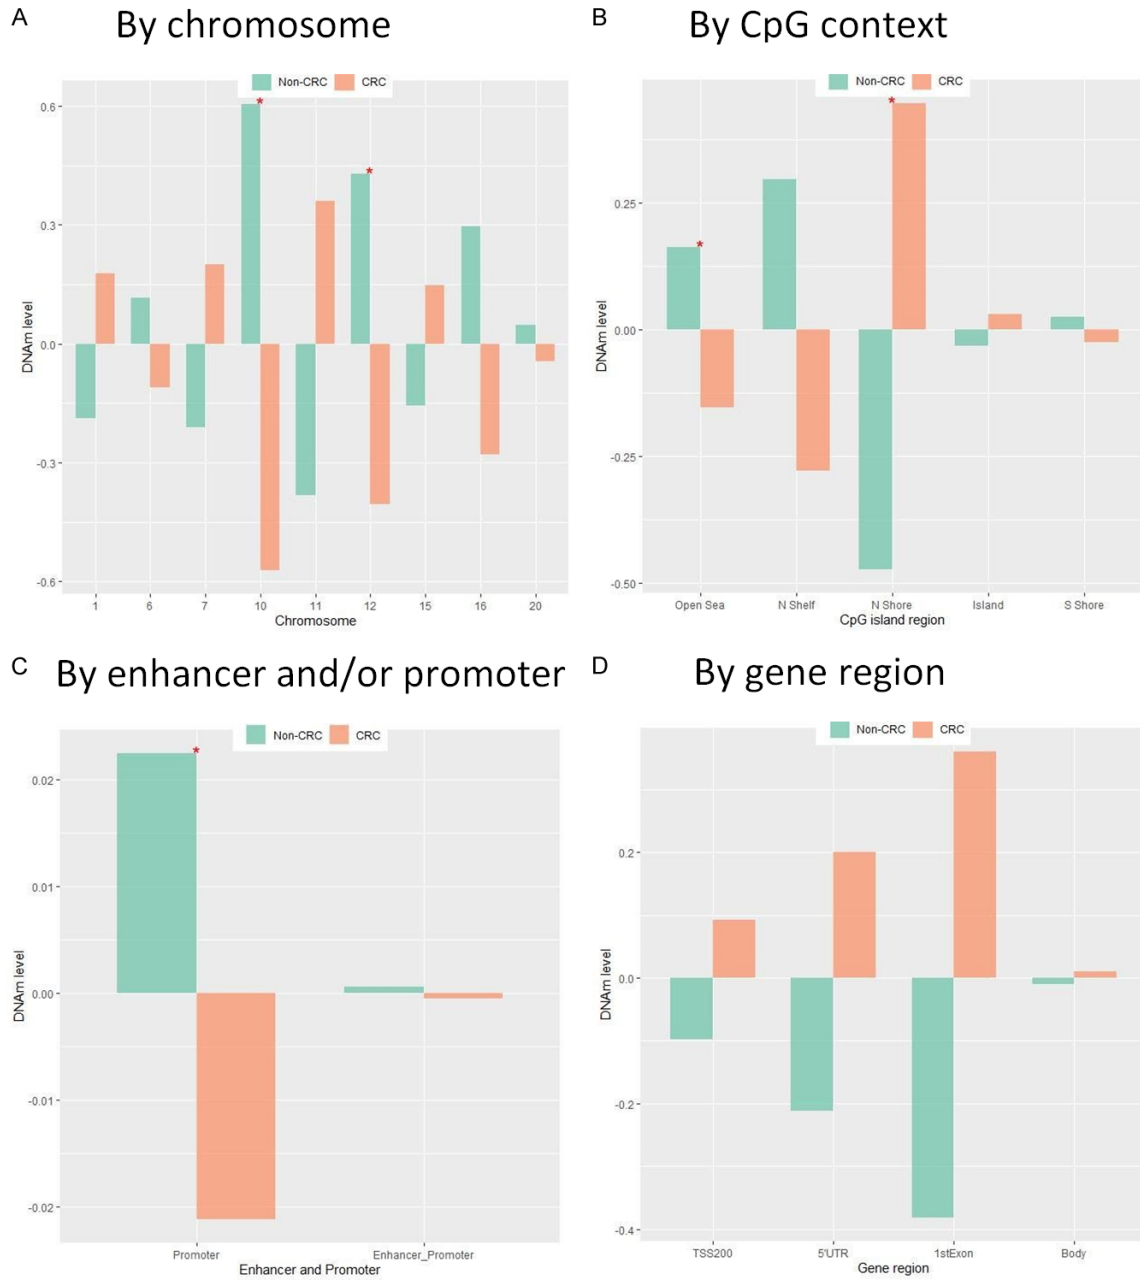 A
By chromosome
Non-CRC
CRC
0.6
0.3
0.0
-0.3
-0.6
DNAm level
1
6
7
10
11
12
15
16
20
Chromosome
B
By CpG context
Non-CRC
CRC
0.25
0.00
-0.25
-0.50
DNAm level
Open Sea
N Shelf
N Shore
Island
S Shore
CpG island region
C
By enhancer and/or promoter
Non-CRC
CRC
0.02
0.01
0.00
-0.01
-0.02
DNAm level
Promoter
Enhancer_Promoter
Enhancer and Promoter
D
By gene region
Non-CRC
CRC
0.2
0.0
-0.2
-0.4
DNAm level
TSS200
5'UTR
1stExon
Body
Gene region